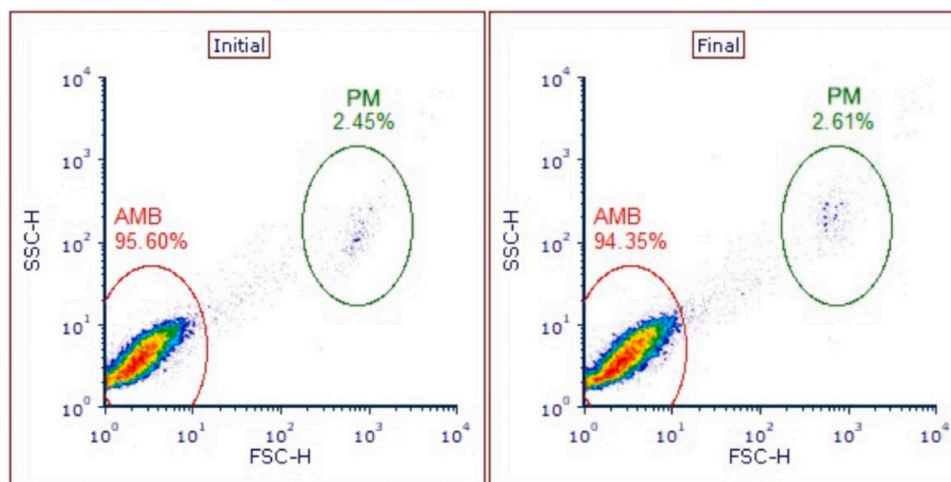 Initial
10⁴
10³
10²
10¹
10⁰
SSC-H
PM
2.45%
AMB
95.60%
10⁰ 10¹ 10² 10³ 10⁴
FSC-H
Final
10⁴
10³
10²
10¹
10⁰
SSC-H
PM
2.61%
AMB
94.35%
10⁰ 10¹ 10² 10³ 10⁴
FSC-H